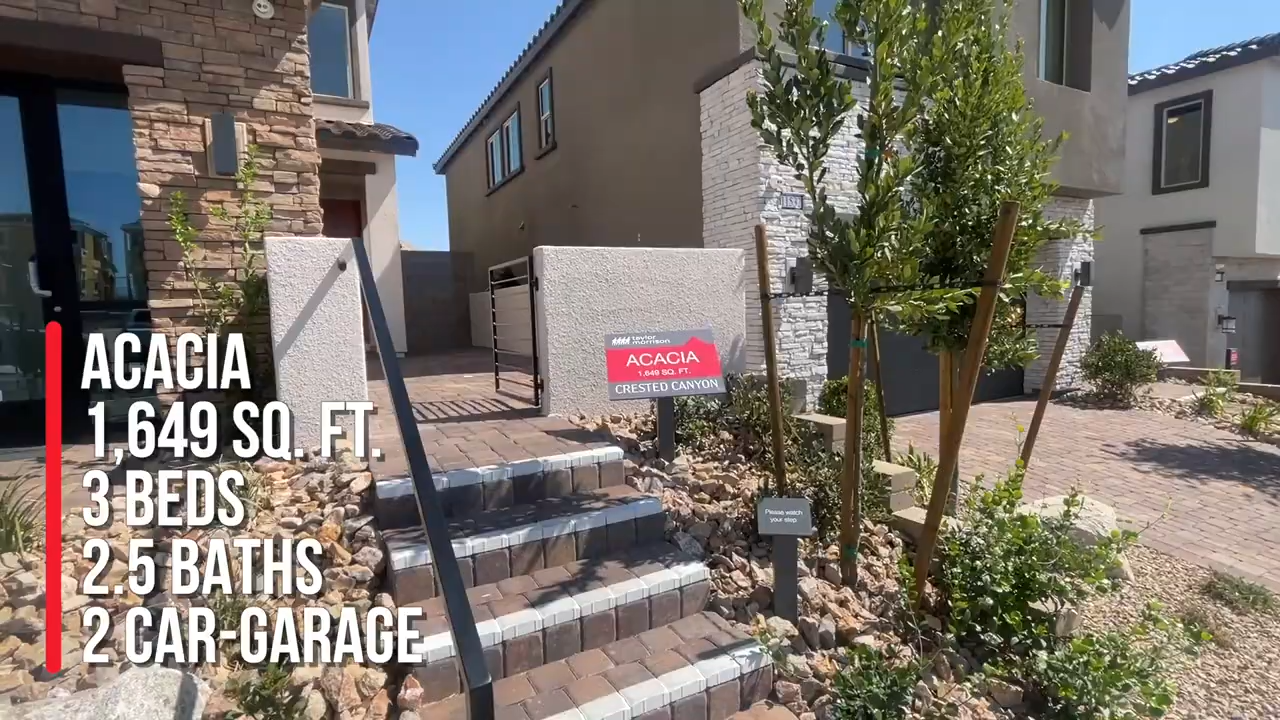 ACACIA
1,649 SQ. FT.
3 BEDS
2.5 BATHS
2 CAR-GARAGE
taylor
morrison
ACACIA
1,649 SQ. FT.
CRESTED CANYON
Please watch
your step